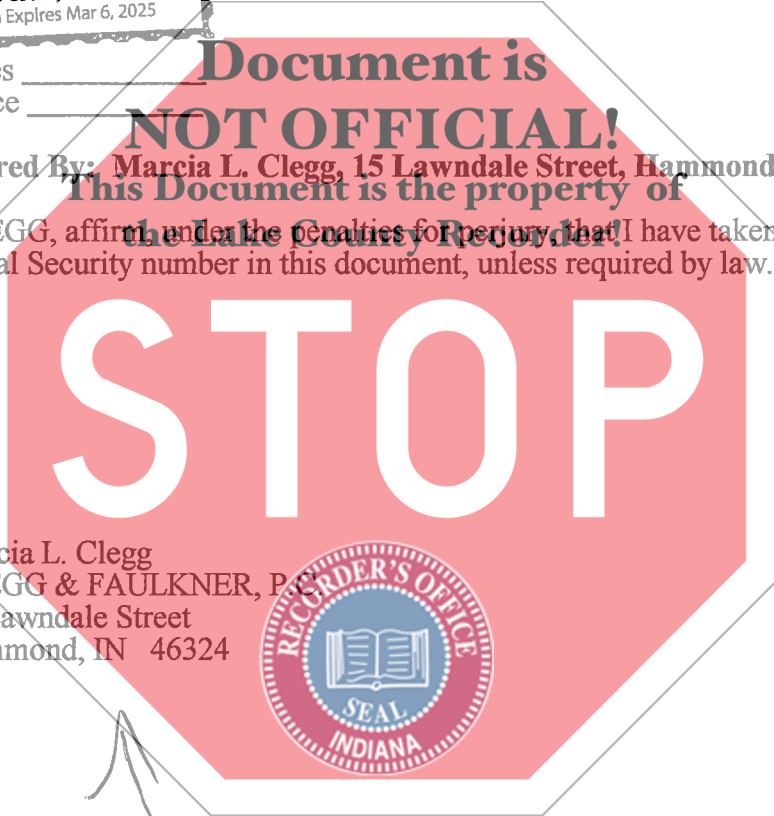 Expires Mar 6, 2025
Document is
NOT OFFICIAL!
red By: Marcia L. Clegg, 15 Lawndale Street, Hammond
This Document is the property of
EGG, affirm, under the penalties for perjury, that I have taken
the Lake County Recorder!
al Security number in this document, unless required by law.
STOP
cia L. Clegg
EGG & FAULKNER, P.C.
awndale Street
mmond, IN 46324
RECORDER'S OFFICE
SEAL
INDIANA